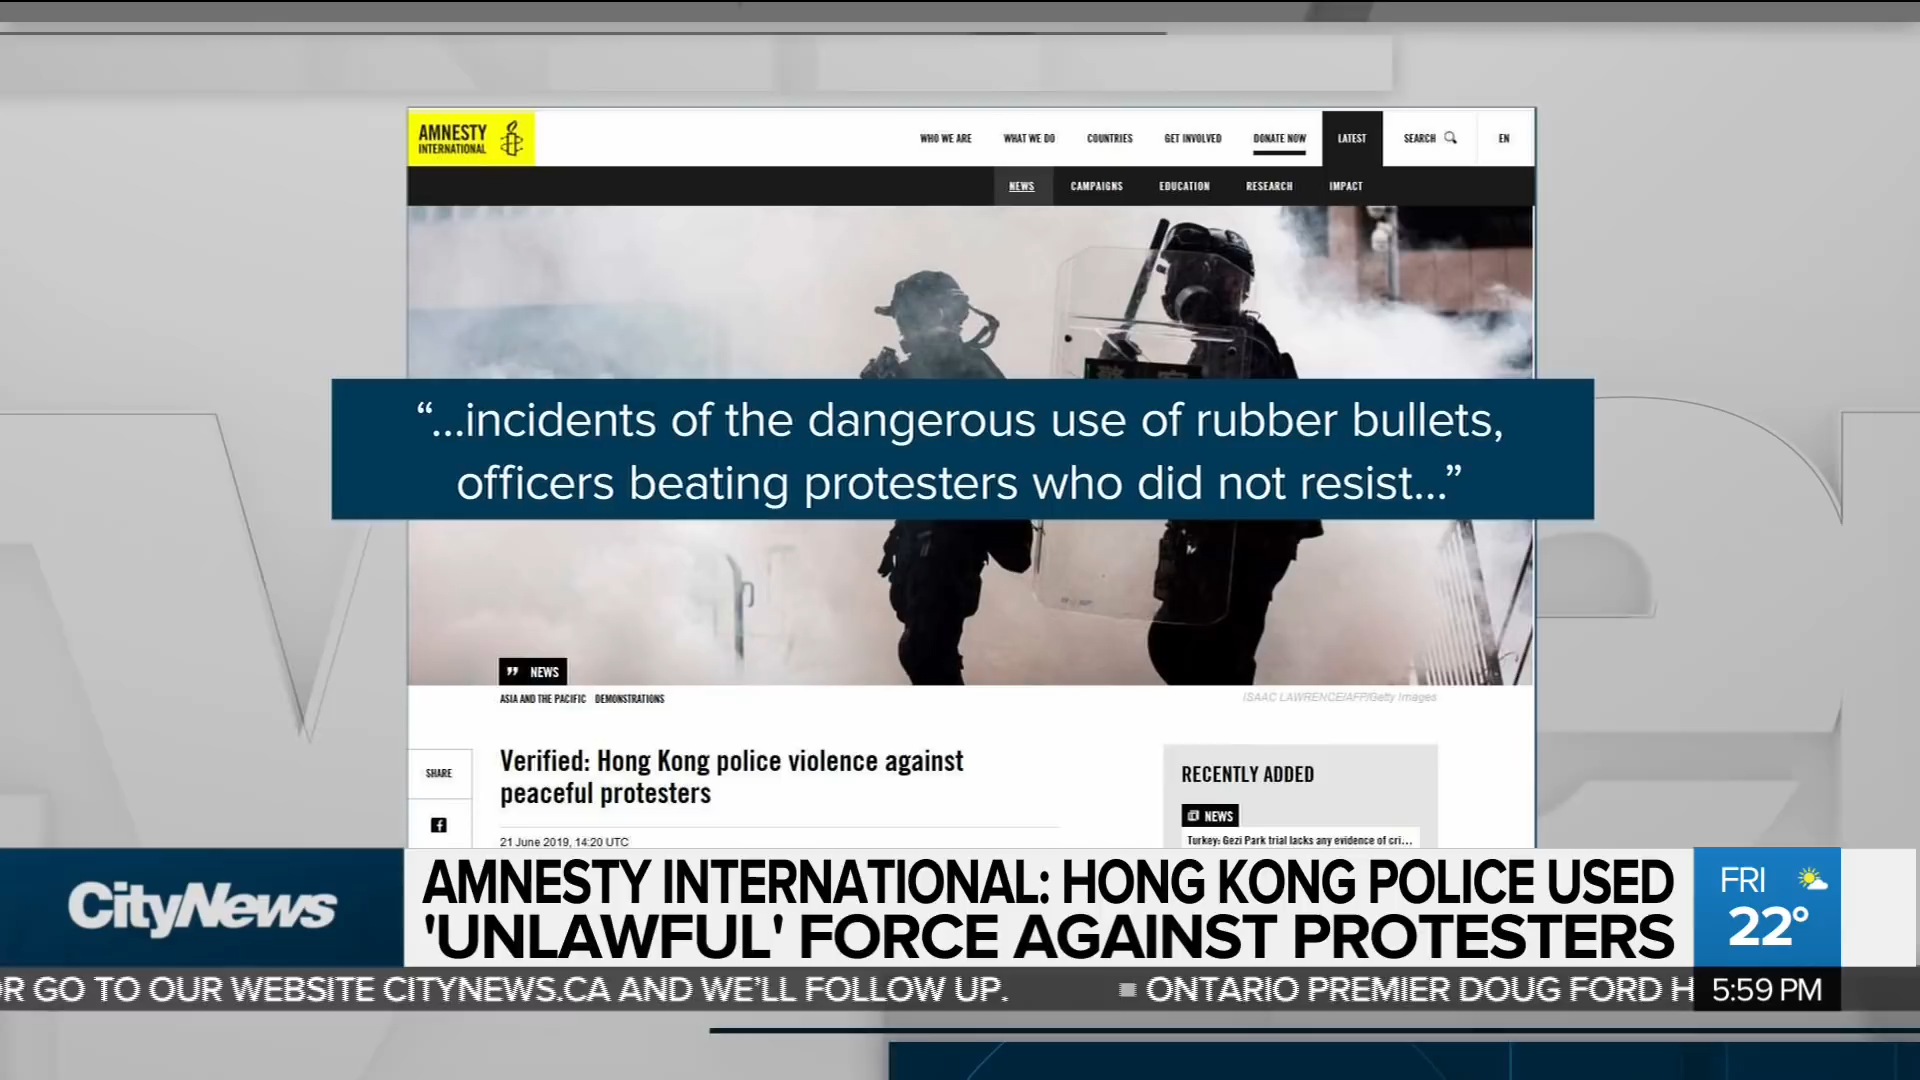 AMNESTY
INTERNATIONAL
WHO WE ARE
WHAT WE DO
COUNTRIES
GET INVOLVED
DONATE NOW
LATEST
SEARCH
EN
NEWS
CAMPAIGNS
EDUCATION
RESEARCH
IMPACT
“...incidents of the dangerous use of rubber bullets,
officers beating protesters who did not resist...”
NEWS
ASIA AND THE PACIFIC DEMONSTRATIONS
ISAAC LAWRENCE/AFP/Getty Images
SHARE
Verified: Hong Kong police violence against
peaceful protesters
21 June 2019, 14:20 UTC
RECENTLY ADDED
NEWS
Turkey: Gezi Park trial lacks any evidence of cri...
CityNews
AMNESTY INTERNATIONAL: HONG KONG POLICE USED
'UNLAWFUL' FORCE AGAINST PROTESTERS
FRI
22°
OR GO TO OUR WEBSITE CITYNEWS.CA AND WE'LL FOLLOW UP. ONTARIO PREMIER DOUG FORD H
5:59 PM